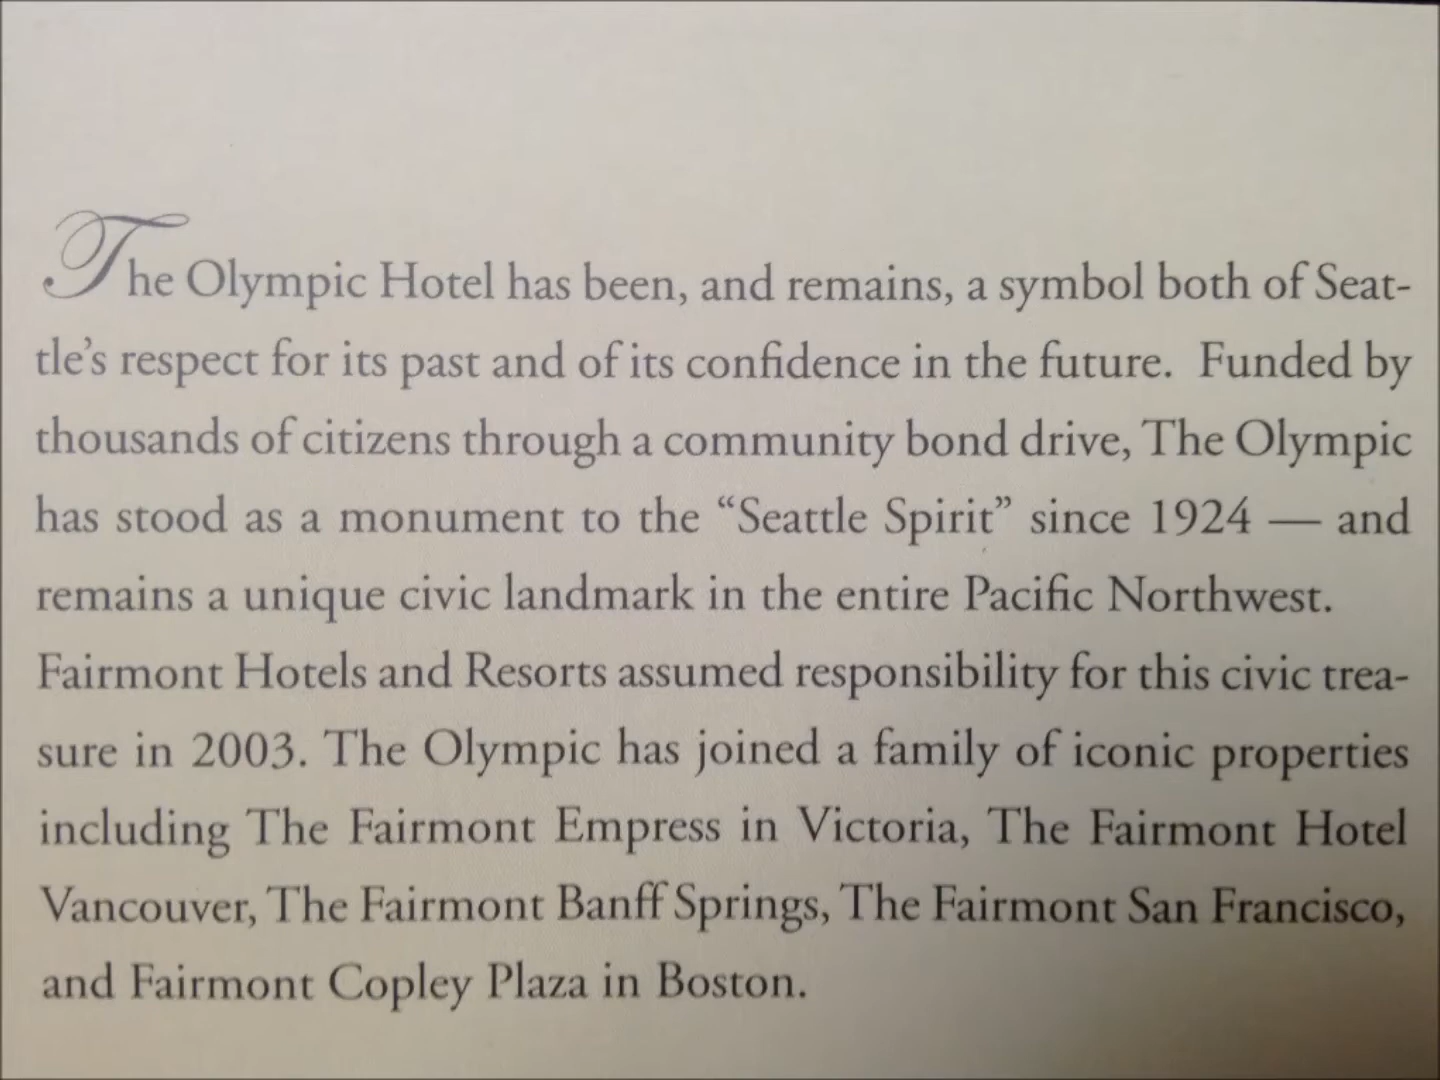 The Olympic Hotel has been, and remains, a symbol both of Seat-
tle’s respect for its past and of its confidence in the future. Funded by
thousands of citizens through a community bond drive, The Olympic
has stood as a monument to the “Seattle Spirit” since 1924 — and
remains a unique civic landmark in the entire Pacific Northwest.
Fairmont Hotels and Resorts assumed responsibility for this civic trea-
sure in 2003. The Olympic has joined a family of iconic properties
including The Fairmont Empress in Victoria, The Fairmont Hotel
Vancouver, The Fairmont Banff Springs, The Fairmont San Francisco,
and Fairmont Copley Plaza in Boston.